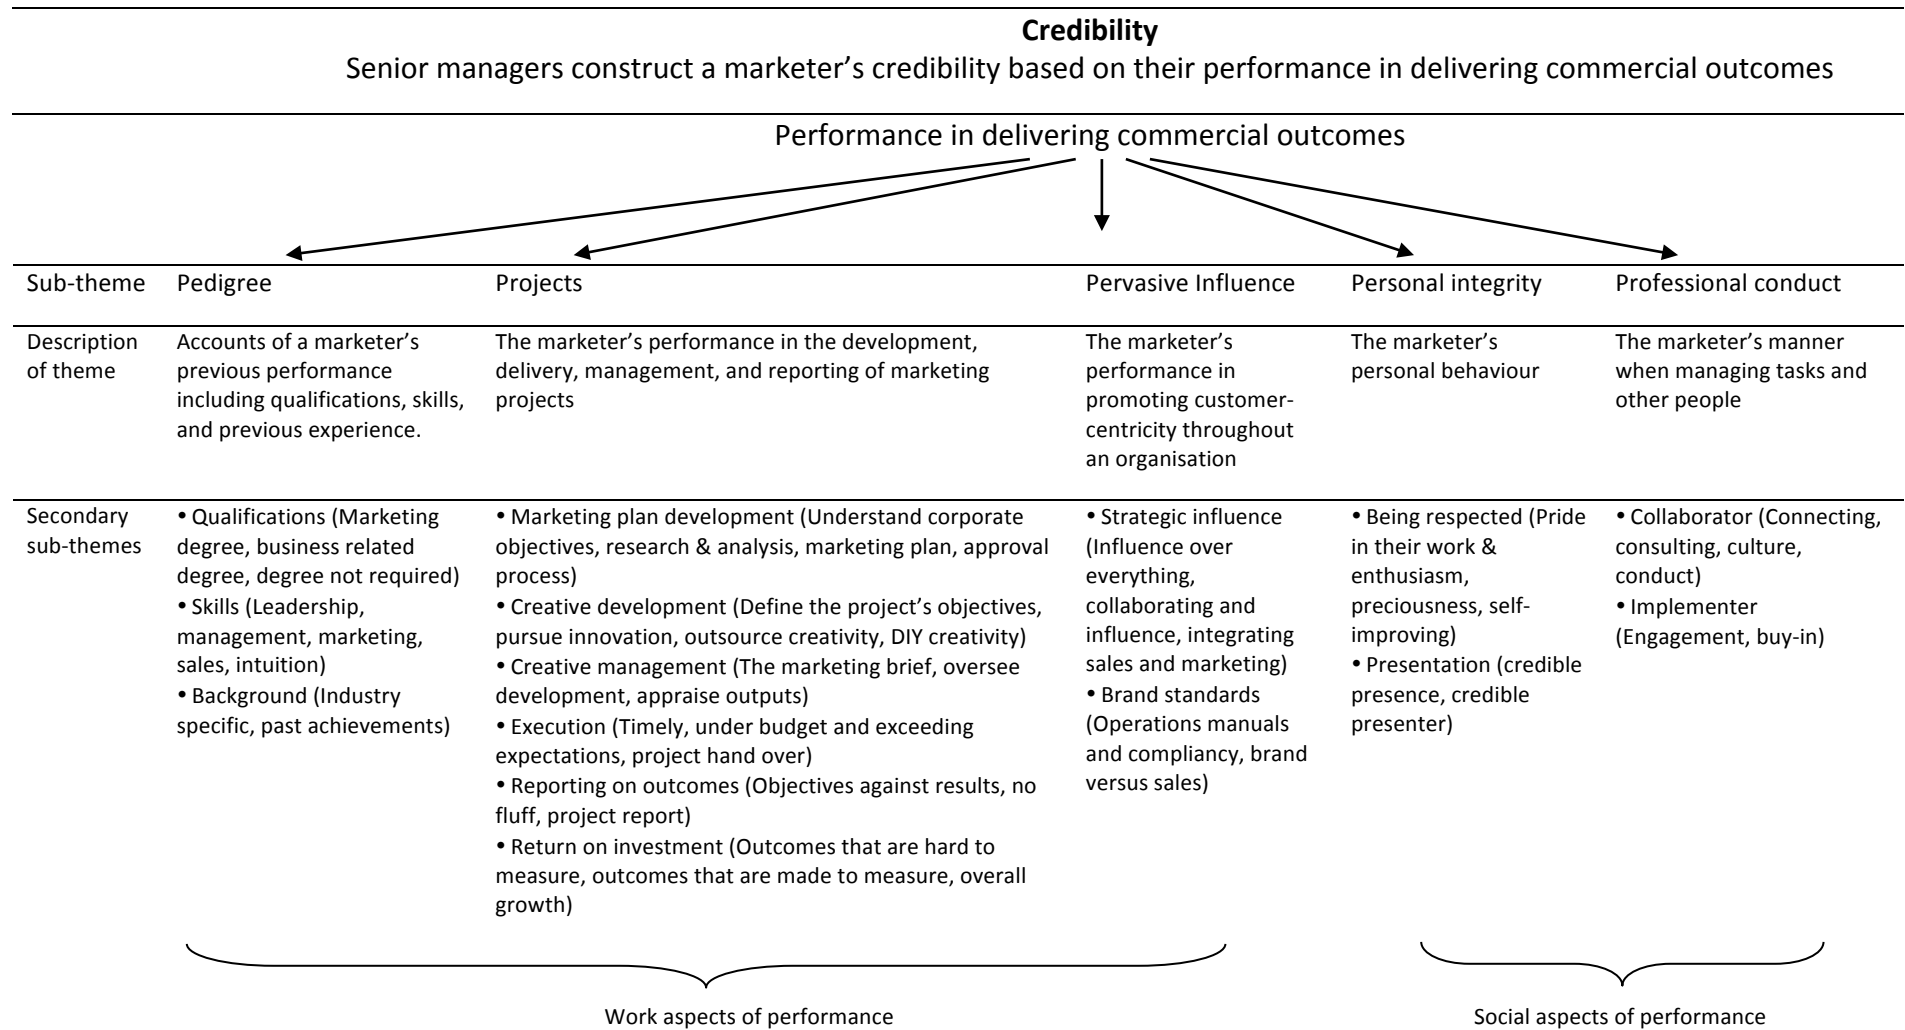 Credibility
Senior managers construct a marketer’s credibility based on their performance in delivering commercial outcomes
Performance in delivering commercial outcomes
Sub-theme
Pedigree
Projects
Pervasive Influence
Personal integrity
Professional conduct
Description
of theme
Accounts of a marketer’s
previous performance
including qualifications, skills,
and previous experience.
The marketer’s performance in the development,
delivery, management, and reporting of marketing
projects
The marketer’s
performance in
promoting customer-
centricity throughout
an organisation
The marketer’s
personal behaviour
The marketer’s manner
when managing tasks and
other people
Secondary
sub-themes
• Qualifications (Marketing
degree, business related
degree, degree not required)
• Skills (Leadership,
management, marketing,
sales, intuition)
• Background (Industry
specific, past achievements)
• Marketing plan development (Understand corporate
objectives, research & analysis, marketing plan, approval
process)
• Creative development (Define the project’s objectives,
pursue innovation, outsource creativity, DIY creativity)
• Creative management (The marketing brief, oversee
development, appraise outputs)
• Execution (Timely, under budget and exceeding
expectations, project hand over)
• Reporting on outcomes (Objectives against results, no
fluff, project report)
• Return on investment (Outcomes that are hard to
measure, outcomes that are made to measure, overall
growth)
• Strategic influence
(Influence over
everything,
collaborating and
influence, integrating
sales and marketing)
• Brand standards
(Operations manuals
and compliancy, brand
versus sales)
• Being respected (Pride
in their work &
enthusiasm,
preciousness, self-
improving)
• Presentation (credible
presence, credible
presenter)
• Collaborator (Connecting,
consulting, culture,
conduct)
• Implementer
(Engagement, buy-in)
Work aspects of performance
Social aspects of performance